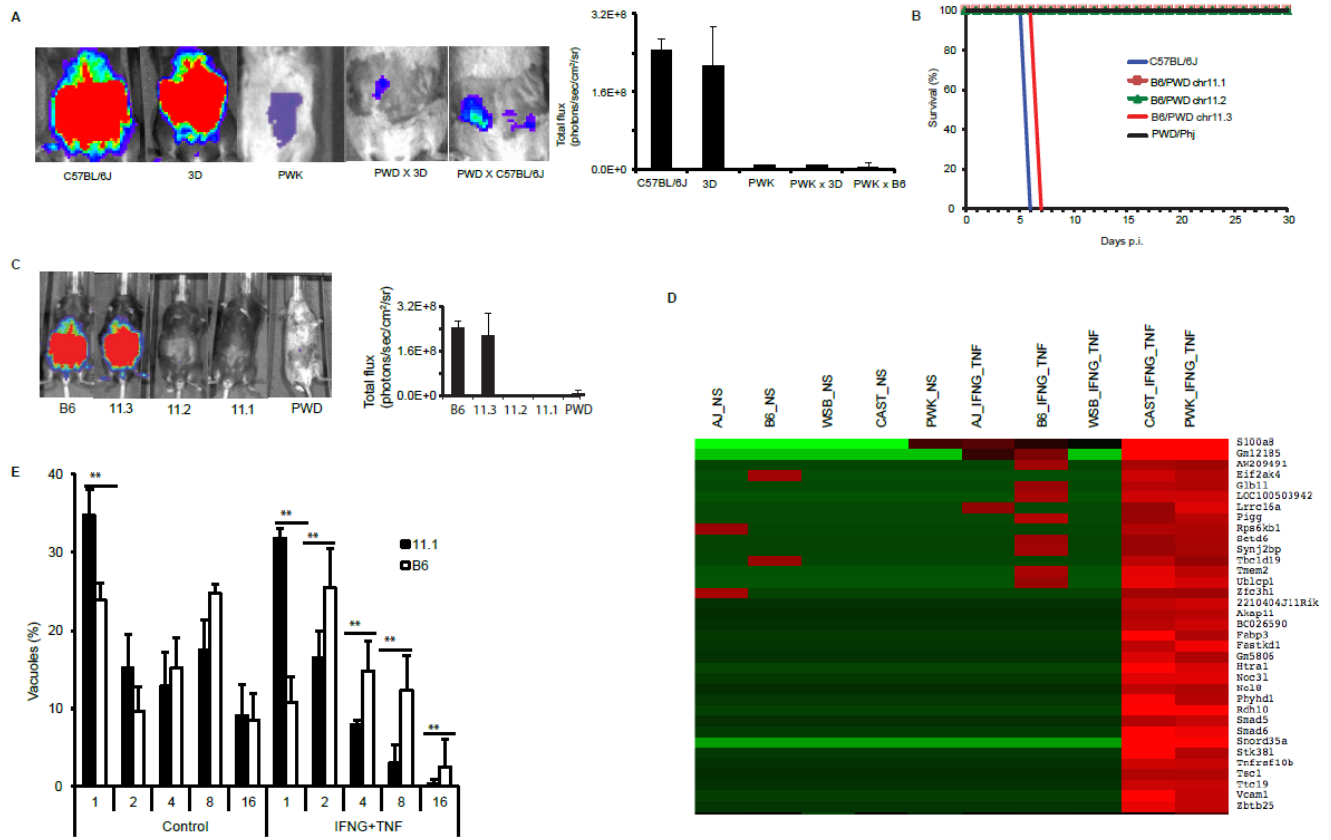 A
C57BL/6J
3D
PWK
PWD X 3D
PWD X C57BL/6J
Total flux
(photons/sec/cm²/sr)
3.2E+8
1.6E+8
0.0E+8
C57BL/6J
3D
PWK
PWK x 3D
PWK x B6
B
Survival (%)
100
80
60
40
20
0
0
5
10
15
20
25
30
Days p.i.
C57BL/6J
B6/PWD chr11.1
B6/PWD chr11.2
B6/PWD chr11.3
PWD/Phj
C
B6
11.3
11.2
11.1
PWD
Total flux
(photons/sec/cm²/sr)
3.2E+8
1.6E+8
0.0E+8
B6
11.3
11.2
11.1
PWD
D
AJ_NS
B6_NS
WSB_NS
CAST_NS
PWK_NS
AJ_IFNG_TNF
B6_IFNG_TNF
WSB_IFNG_TNF
CAST_IFNG_TNF
PWK_IFNG_TNF
S100a8
Gm12185
AW209491
Eif2ak4
Glb1l
LOC100503942
Lrrc16a
Pigg
Rps6kb1
Setd6
Synj2bp
Tbc1d19
Tmem2
Ublcp1
Zfc3h1
2210404J11Rik
Akap11
BC026590
Fabp3
Fastkd1
Gm5806
Htra1
Noc3l
Nol8
Phyhd1
Rdh10
Smad5
Smad6
Snord35a
Stk38l
Tnfrsf10b
Tsc1
Ttc19
Vcam1
Zbtb25
E
Vacuoles (%)
40
30
20
10
0
**
**
**
**
**
**
11.1
B6
1
2
4
8
16
1
2
4
8
16
Control
IFNG+TNF